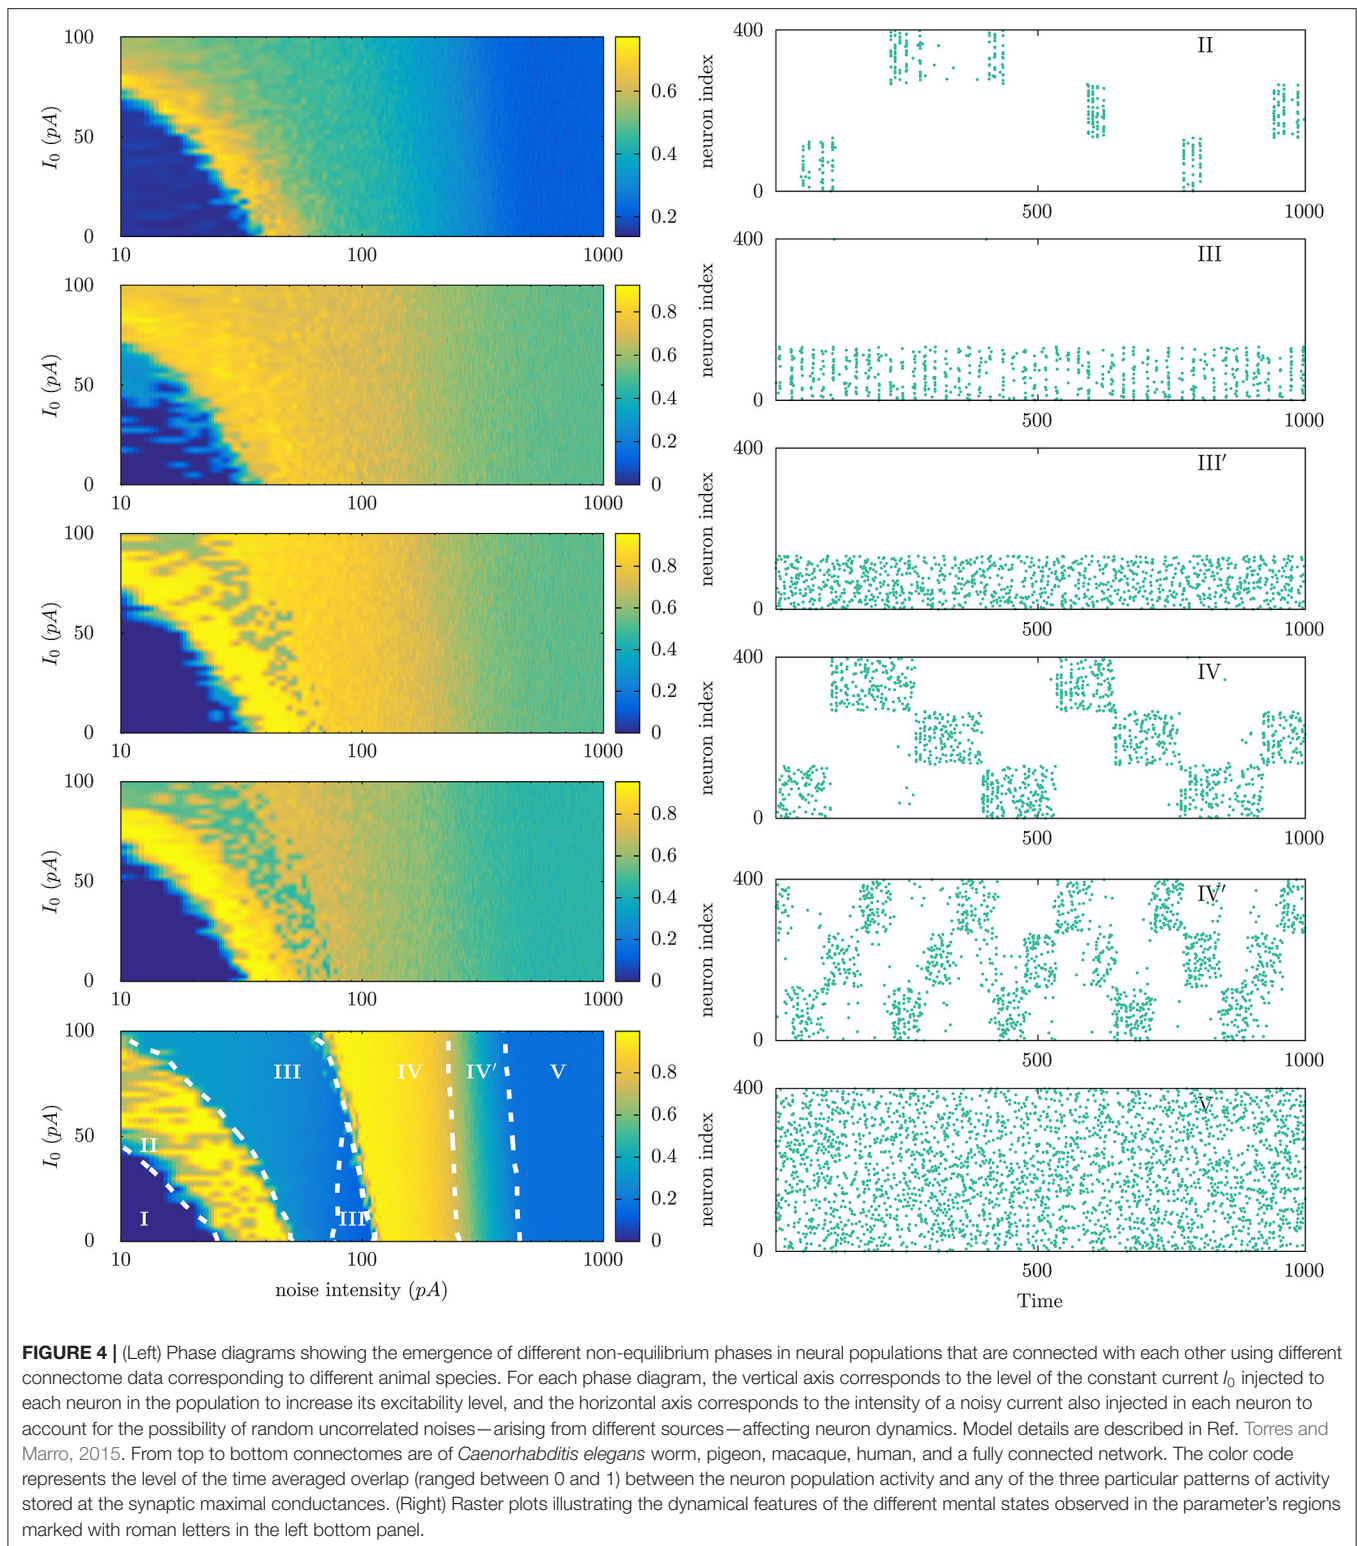 100
50
0
I0 (pA)
10
100
1000
0.6
0.4
0.2
100
50
0
I0 (pA)
10
100
1000
0.8
0.6
0.4
0.2
0
100
50
0
I0 (pA)
10
100
1000
0.8
0.6
0.4
0.2
0
100
50
0
I0 (pA)
10
100
1000
0.8
0.6
0.4
0.2
0
100
50
0
I0 (pA)
I
II
III
III
IV
IV′
V
10
100
1000
0.8
0.6
0.4
0.2
0
noise intensity (pA)
neuron index
400
0
II
500
1000
neuron index
400
0
III
500
1000
neuron index
400
0
III′
500
1000
neuron index
400
0
IV
500
1000
neuron index
400
0
IV′
500
1000
neuron index
400
0
V
500
1000
Time
FIGURE 4 | (Left) Phase diagrams showing the emergence of different non-equilibrium phases in neural populations that are connected with each other using different
connectome data corresponding to different animal species. For each phase diagram, the vertical axis corresponds to the level of the constant current I0 injected to
each neuron in the population to increase its excitability level, and the horizontal axis corresponds to the intensity of a noisy current also injected in each neuron to
account for the possibility of random uncorrelated noises—arising from different sources—affecting neuron dynamics. Model details are described in Ref. Torres and
Marro, 2015. From top to bottom connectomes are of Caenorhabditis elegans worm, pigeon, macaque, human, and a fully connected network. The color code
represents the level of the time averaged overlap (ranged between 0 and 1) between the neuron population activity and any of the three particular patterns of activity
stored at the synaptic maximal conductances. (Right) Raster plots illustrating the dynamical features of the different mental states observed in the parameter's regions
marked with roman letters in the left bottom panel.